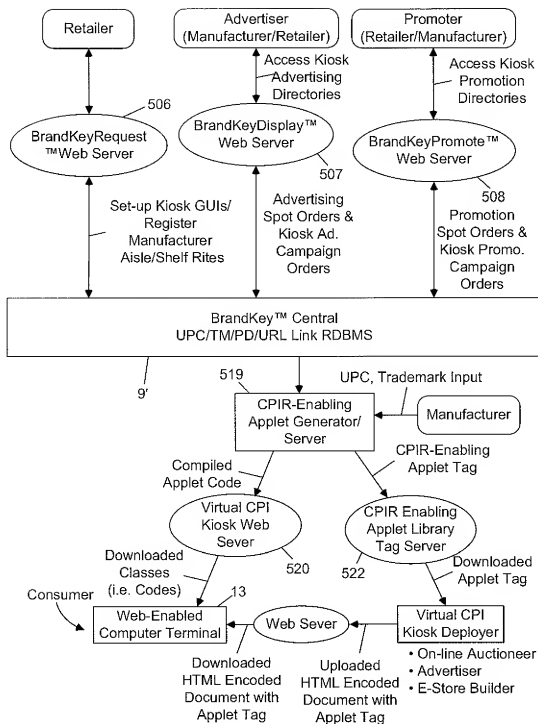 Retailer
Advertiser
(Manufacturer/Retailer)
Promoter
(Retailer/Manufacturer)
Access Kiosk
Advertising
Directories
Access Kiosk
Promotion
Directories
506
BrandKeyRequest
™Web Server
BrandKeyDisplay™
Web Server
507
BrandKeyPromote™
Web Server
508
Set-up Kiosk GUIs/
Register
Manufacturer
Aisle/Shelf Rites
Advertising
Spot Orders &
Kiosk Ad.
Campaign
Orders
Promotion
Spot Orders &
Kiosk Promo.
Campaign
Orders
BrandKey™ Central
UPC/TM/PD/URL Link RDBMS
9'
519
CPIR-Enabling
Applet Generator/
Server
UPC, Trademark Input
Manufacturer
Compiled
Applet Code
CPIR-Enabling
Applet Tag
Virtual CPI
Kiosk Web
Sever
520
CPIR Enabling
Applet Library
Tag Server
522
Downloaded
Classes
(i.e. Codes)
Downloaded
Applet Tag
13
Consumer
Web-Enabled
Computer Terminal
Web Sever
Virtual CPI
Kiosk Deployer
Downloaded
HTML Encoded
Document with
Applet Tag
Uploaded
HTML Encoded
Document with
Applet Tag
• On-line Auctioneer
• Advertiser
• E-Store Builder